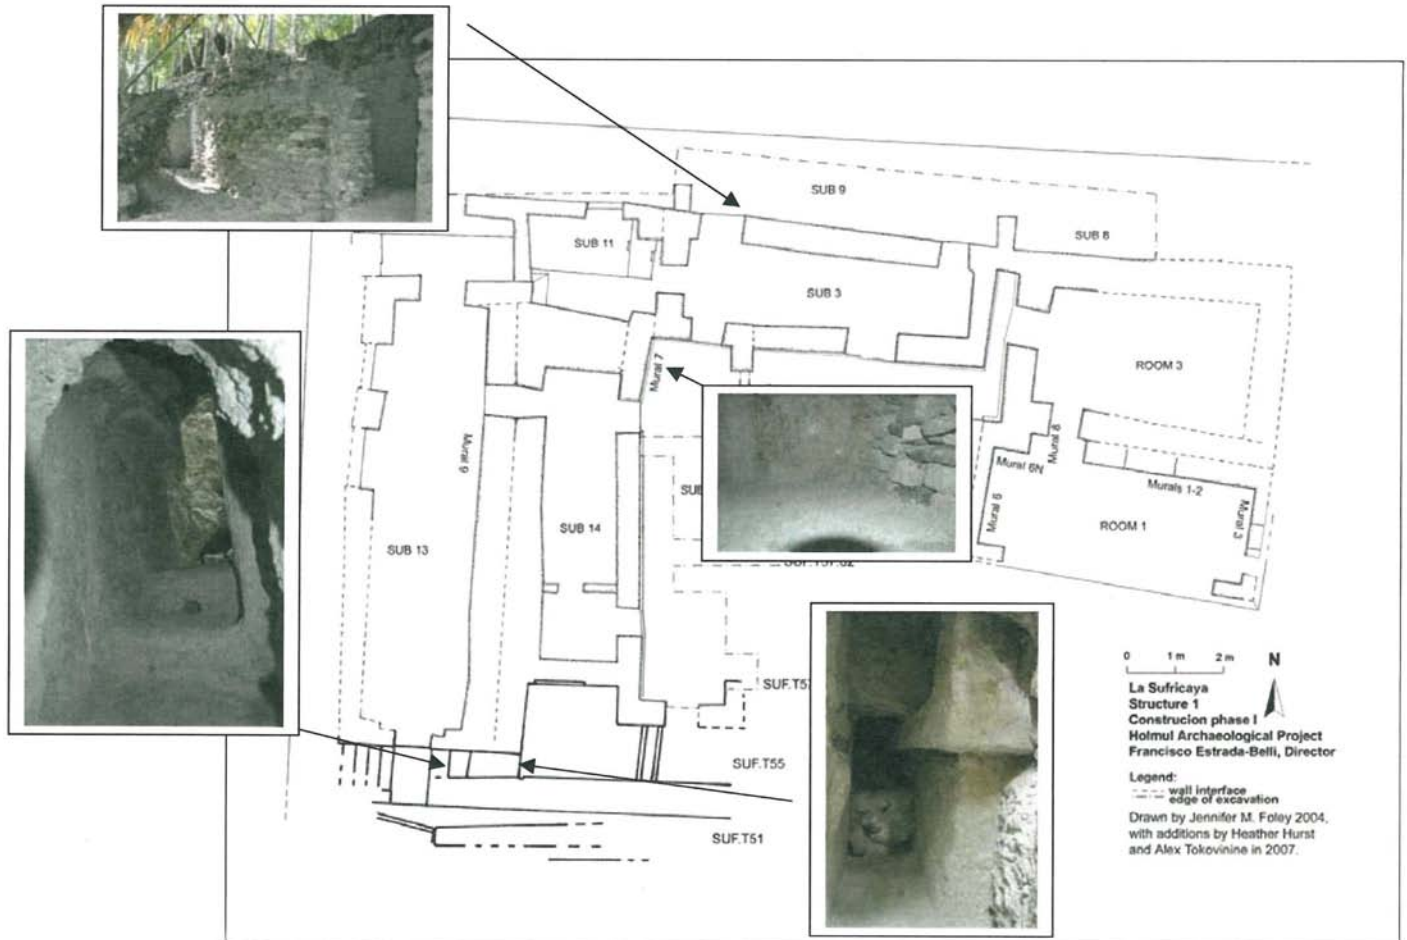 SUB 9
SUB 8
SUB 11
SUB 3
Mural 7
ROOM 3
Mural 9
Mural 8
Mural 6N
Murals 1-2
Mural 6
Mural 3
ROOM 1
SUB 14
SUB 13
SUF.T55
SUF.T51
0 1 m 2 m N
La Sufricaya
Structure 1
Construcion phase I
Holmul Archaeological Project
Francisco Estrada-Belli, Director
Legend:
wall interface
edge of excavation
Drawn by Jennifer M. Foley 2004,
with additions by Heather Hurst
and Alex Tokovinine in 2007.